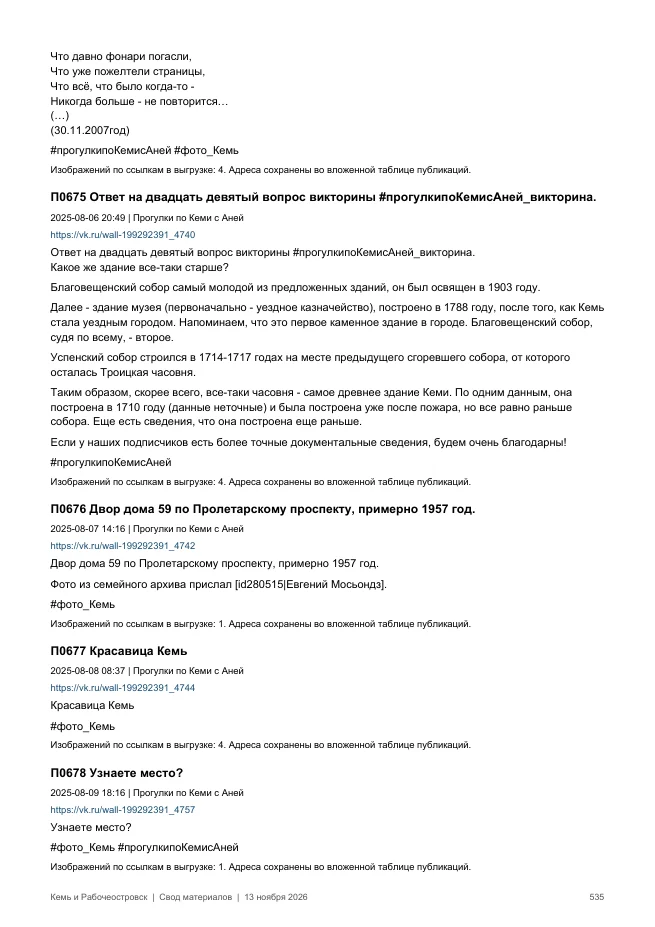 Что давно фонари погасли,
Что уже пожелтели страницы,
Что всё, что было когда-то -
Никогда больше - не повторится…
(…)
(30.11.2007год)
#прогулкипоКемисАней #фото_Кемь
Изображений по ссылкам в выгрузке: 4. Адреса сохранены во вложенной таблице публикаций.
П0675 Ответ на двадцать девятый вопрос викторины #прогулкипоКемисАней_викторина.
2025-08-06 20:49 | Прогулки по Кеми с Аней
https://vk.ru/wall-199292391_4740
Ответ на двадцать девятый вопрос викторины #прогулкипоКемисАней_викторина.
Какое же здание все-таки старше?
Благовещенский собор самый молодой из предложенных зданий, он был освящен в 1903 году.
Далее - здание музея (первоначально - уездное казначейство), построено в 1788 году, после того, как Кемь
стала уездным городом. Напоминаем, что это первое каменное здание в городе. Благовещенский собор,
судя по всему, - второе.
Успенский собор строился в 1714-1717 годах на месте предыдущего сгоревшего собора, от которого
осталась Троицкая часовня.
Таким образом, скорее всего, все-таки часовня - самое древнее здание Кеми. По одним данным, она
построена в 1710 году (данные неточные) и была построена уже после пожара, но все равно раньше
собора. Еще есть сведения, что она построена еще раньше.
Если у наших подписчиков есть более точные документальные сведения, будем очень благодарны!
#прогулкипоКемисАней
Изображений по ссылкам в выгрузке: 4. Адреса сохранены во вложенной таблице публикаций.
П0676 Двор дома 59 по Пролетарскому проспекту, примерно 1957 год.
2025-08-07 14:16 | Прогулки по Кеми с Аней
https://vk.ru/wall-199292391_4742
Двор дома 59 по Пролетарскому проспекту, примерно 1957 год.
Фото из семейного архива прислал [id280515|Евгений Мосьондз].
#фото_Кемь
Изображений по ссылкам в выгрузке: 1. Адреса сохранены во вложенной таблице публикаций.
П0677 Красавица Кемь
2025-08-08 08:37 | Прогулки по Кеми с Аней
https://vk.ru/wall-199292391_4744
Красавица Кемь
#фото_Кемь
Изображений по ссылкам в выгрузке: 4. Адреса сохранены во вложенной таблице публикаций.
П0678 Узнаете место?
2025-08-09 18:16 | Прогулки по Кеми с Аней
https://vk.ru/wall-199292391_4757
Узнаете место?
#фото_Кемь #прогулкипоКемисАней
Изображений по ссылкам в выгрузке: 1. Адреса сохранены во вложенной таблице публикаций.
Кемь и Рабочеостровск | Свод материалов | 13 ноября 2026 535